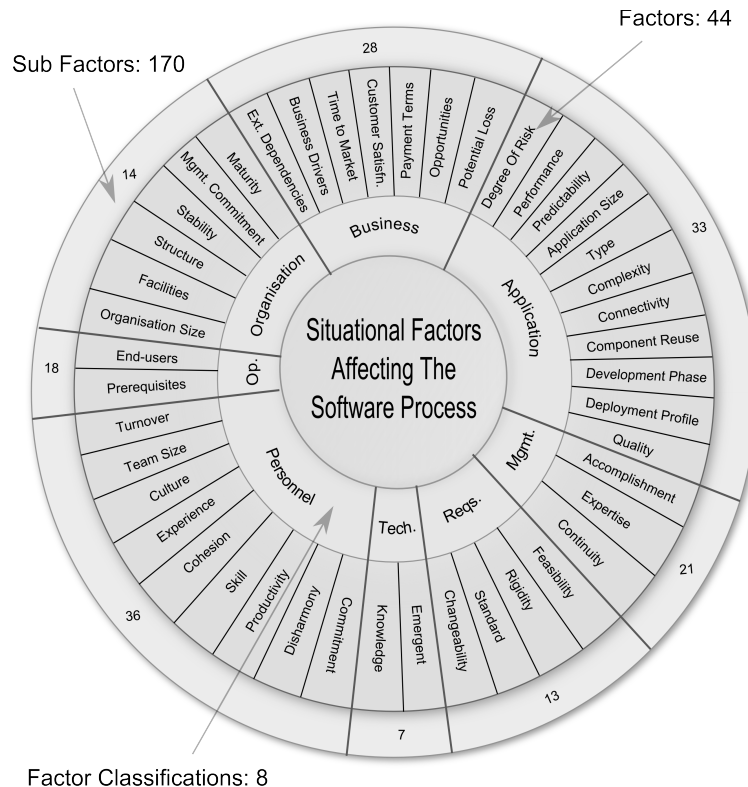 Factors: 44
Sub Factors: 170
28
33
21
13
7
36
18
14
Situational Factors
Affecting The
Software Process
Business
Application
Mgmt.
Reqs.
Tech.
Personnel
Op.
Organisation
Ext. Dependencies
Business Drivers
Time to Market
Customer Satisfn.
Payment Terms
Opportunities
Potential Loss
Degree Of Risk
Performance
Predictability
Application Size
Type
Complexity
Connectivity
Component Reuse
Development Phase
Deployment Profile
Quality
Accomplishment
Expertise
Continuity
Feasibility
Rigidity
Standard
Changeability
Emergent
Knowledge
Commitment
Disharmony
Productivity
Skill
Cohesion
Experience
Culture
Team Size
Turnover
Prerequisites
End-users
Organisation Size
Facilities
Structure
Stability
Mgmt. Commitment
Maturity
Factor Classifications: 8